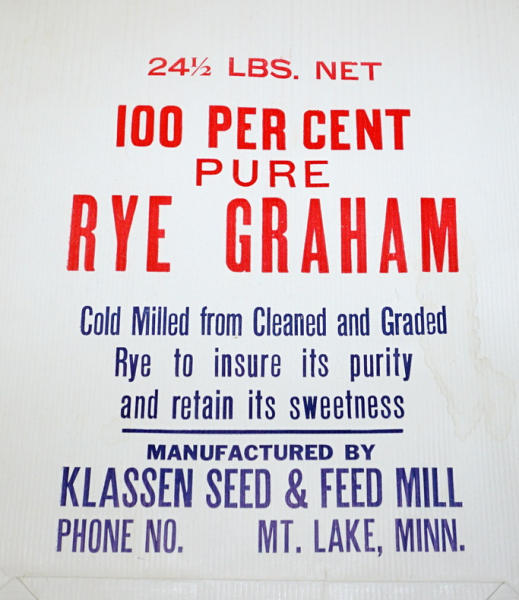 24½ LBS. NET
100 PER CENT
PURE
RYE GRAHAM
Cold Milled from Cleaned and Graded
Rye to insure its purity
and retain its sweetness
MANUFACTURED BY
KLASSEN SEED & FEED MILL
PHONE NO. MT. LAKE, MINN.